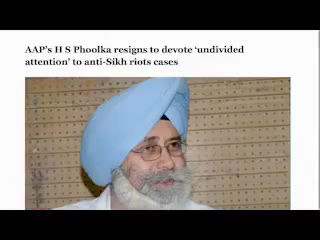 AAP's H S Phoolka resigns to devote ‘undivided
attention’ to anti-Sikh riots cases